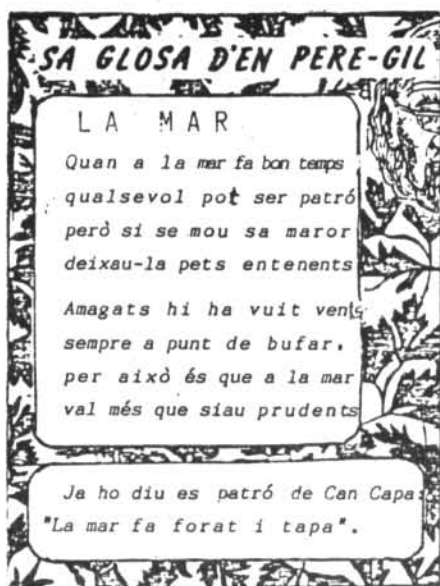 SA GLOSA D'EN PERE-GIL
LA MAR
Quan a la mar fa bon temps
qualsevol pot ser patró
però si se mou sa maror
deixau-la pets entenents
Amagats hi ha vuit vents
sempre a punt de bufar.
per això és que a la mar
val més que siau prudents
Ja ho diu es patró de Can Capa:
"La mar fa forat i tapa".